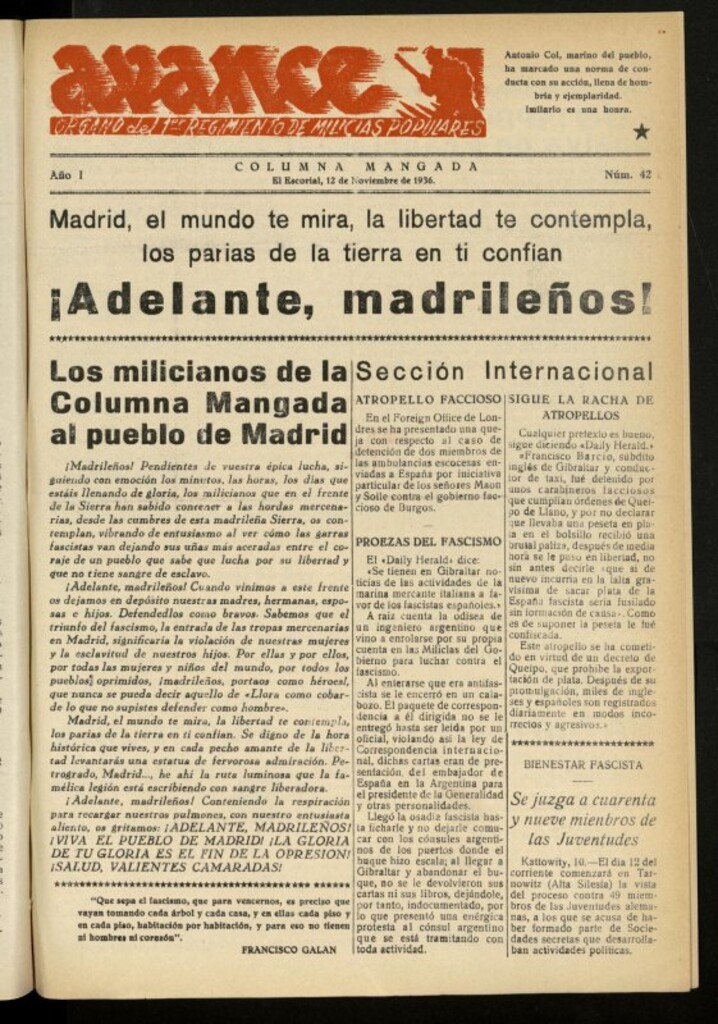 avance
ORGANO del 1er REGIMIENTO DE MILICIAS POPULARES
Antonio Col, marino del pueblo,
ha marcado una norma de con-
ducta con su acción, llena de hom-
bría y ejemplaridad.
Imitarlo es una honra.
COLUMNA MANGADA
Año I
El Escorial, 12 de Noviembre de 1936.
Núm. 42
Madrid, el mundo te mira, la libertad te contempla,
los parias de la tierra en ti confian
¡Adelante, madrileños!
Los milicianos de la
Columna Mangada
al pueblo de Madrid
¡Madrileños! Pendientes de vuestra épica lucha, si-
guiendo con emoción los minutos, las horas, los días que
estáis llenando de gloria, los milicianos que en el frente
de la Sierra han sabido contener a las hordas mercena-
rias, desde las cumbres de esta madrileña Sierra, os con-
templan, vibrando de entusiasmo al ver cómo las garras
fascistas van dejando sus uñas más aceradas entre el co-
raje de un pueblo que sabe que lucha por su libertad y
que no tiene sangre de esclavo.
¡Adelante, madrileños! Cuando vinimos a este frente
os dejamos en depósito nuestras madres, hermanas, espo-
sas e hijos. Defendedlos como bravos. Sabemos que el
triunfo del fascismo, la entrada de las tropas mercenarias
en Madrid, significaría la violación de nuestras mujeres
y la esclavitud de nuestros hijos. Por ellas y por ellos,
por todas las mujeres y niños del mundo, por todos los
pueblos oprimidos, ¡madrileños, portaos como héroes!,
que nunca se pueda decir aquello de «Llora como cobar-
de lo que no supistes defender como hombre».
Madrid, el mundo te mira, la libertad te contempla,
los parias de la tierra en ti confian. Se digno de la hora
histórica que vives, y en cada pecho amante de la liber-
tad levantarás una estatua de fervorosa admiración. Pe-
trogrado, Madrid..., he ahí la ruta luminosa que la fa-
mélica legión está escribiendo con sangre liberadora.
¡Adelante, madrileños! Conteniendo la respiración
para recargar nuestros pulmones, con nuestro entusiasta
aliento, os gritamos: ¡ADELANTE, MADRILEÑOS!
¡VIVA EL PUEBLO DE MADRID! ¡LA GLORIA
DE TU GLORIA ES EL FIN DE LA OPRESION!
¡SALUD, VALIENTES CAMARADAS!
"Que sepa el fascismo, que para vencernos, es preciso que
vayan tomando cada árbol y cada casa, y en ellas cada piso y
en cada piso, habitación por habitación, y para eso no tienen
ni hombres ni corazón".
FRANCISCO GALAN
Sección Internacional
ATROPELLO FACCIOSO
En el Foreign Office de Lon-
dres se ha presentado una que-
ja con respecto al caso de
detención de dos miembros de
las ambulancias escocesas en-
viadas a España por iniciativa
particular de los señores Maon
y Soile contra el gobierno fac-
cioso de Burgos.
PROEZAS DEL FASCISMO
El «Daily Herald» dice:
«Se tienen en Gibraltar no-
ticias de las actividades de la
marina mercante italiana a fa-
vor de los fascistas españoles.»
A raíz cuenta la odisea de
un ingeniero argentino que
vino a enrolarse por su propia
cuenta en las Milicias del Go-
bierno para luchar contra el
fascismo.
Al enterarse que era antifas-
cista se le encerró en un cala-
bozo. El paquete de correspon-
dencia a él dirigida no se le
entregó hasta ser leída por un
oficial, violando así la ley de
Correspondencia internacio-
nal, dichas cartas eran de pre-
sentación, del embajador de
España en la Argentina para
el presidente de la Generalidad
y otras personalidades.
Llegó la osadía fascista has-
ta ficharle y no dejarle comu-
car con los cónsules argenti-
nos de los puertos donde el
buque hizo escala; al llegar a
Gibraltar y abandonar el bu-
que, no se le devolvieron sus
cartas ni sus libros, dejándole,
por tanto, indocumentado, por
lo que presentó una enérgica
protesta al cónsul argentino
que se está tramitando con
toda actividad.
SIGUE LA RACHA DE
ATROPELLOS
Cualquier pretexto es bueno,
sigue diciendo «Daily Herald.»
«Francisco Barcio, súbdito
inglés de Gibraltar y conduc-
tor de taxi, fué detenido por
unos carabineros facciosos
que cumplían órdenes de Quei-
po de Llano, y por no declarar
que llevaba una peseta en pla-
ta en el bolsillo recibió una
brutal paliza, después de media
hora se le puso en libertad, no
sin antes decirle «que si de
nuevo incurría en la falta gra-
vísima de sacar plata de la
España fascista sería fusilado
sin formación de causa». Como
es de suponer la peseta le fué
confiscada.
Este atropello se ha cometi-
do en virtud de un decreto de
Queipo, que prohibe la expor-
tación de plata. Después de su
promulgación, miles de ingle-
ses y españoles son registrados
diariamente en modos inco-
rrectos y agresivos.»
BIENESTAR FASCISTA
Se juzga a cuarenta
y nueve miembros de
las Juventudes
Kattowity, 10.—El día 12 del
corriente comenzará en Tar-
nowitz (Alta Silesia) la vista
del proceso contra 49 miem-
bros de las Juventudes alema-
nas, a los que se acusa de ha-
ber formado parte de Socie-
dades secretas que desarrolla-
ban actividades políticas.